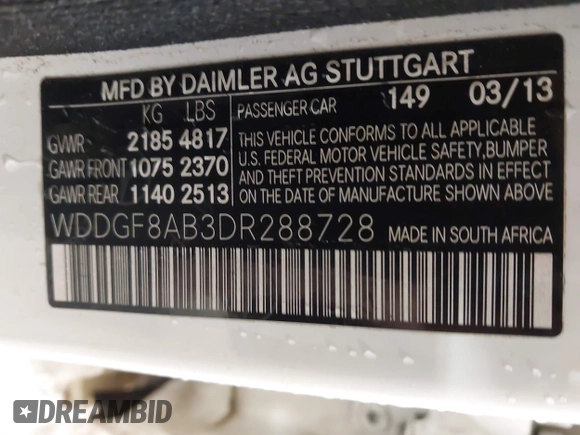 MFD BY DAIMLER AG STUTTGART
KG LBS PASSENGER CAR 149 03/13
GVWR 2185 4817
GAWR FRONT 1075 2370
GAWR REAR 1140 2513
THIS VEHICLE CONFORMS TO ALL APPLICABLE
U.S. FEDERAL MOTOR VEHICLE SAFETY, BUMPER
AND THEFT PREVENTION STANDARDS IN EFFECT
ON THE DATE OF MANUFACTURE SHOWN ABOVE
WDDGF8AB3DR288728 MADE IN SOUTH AFRICA
DREAMBID